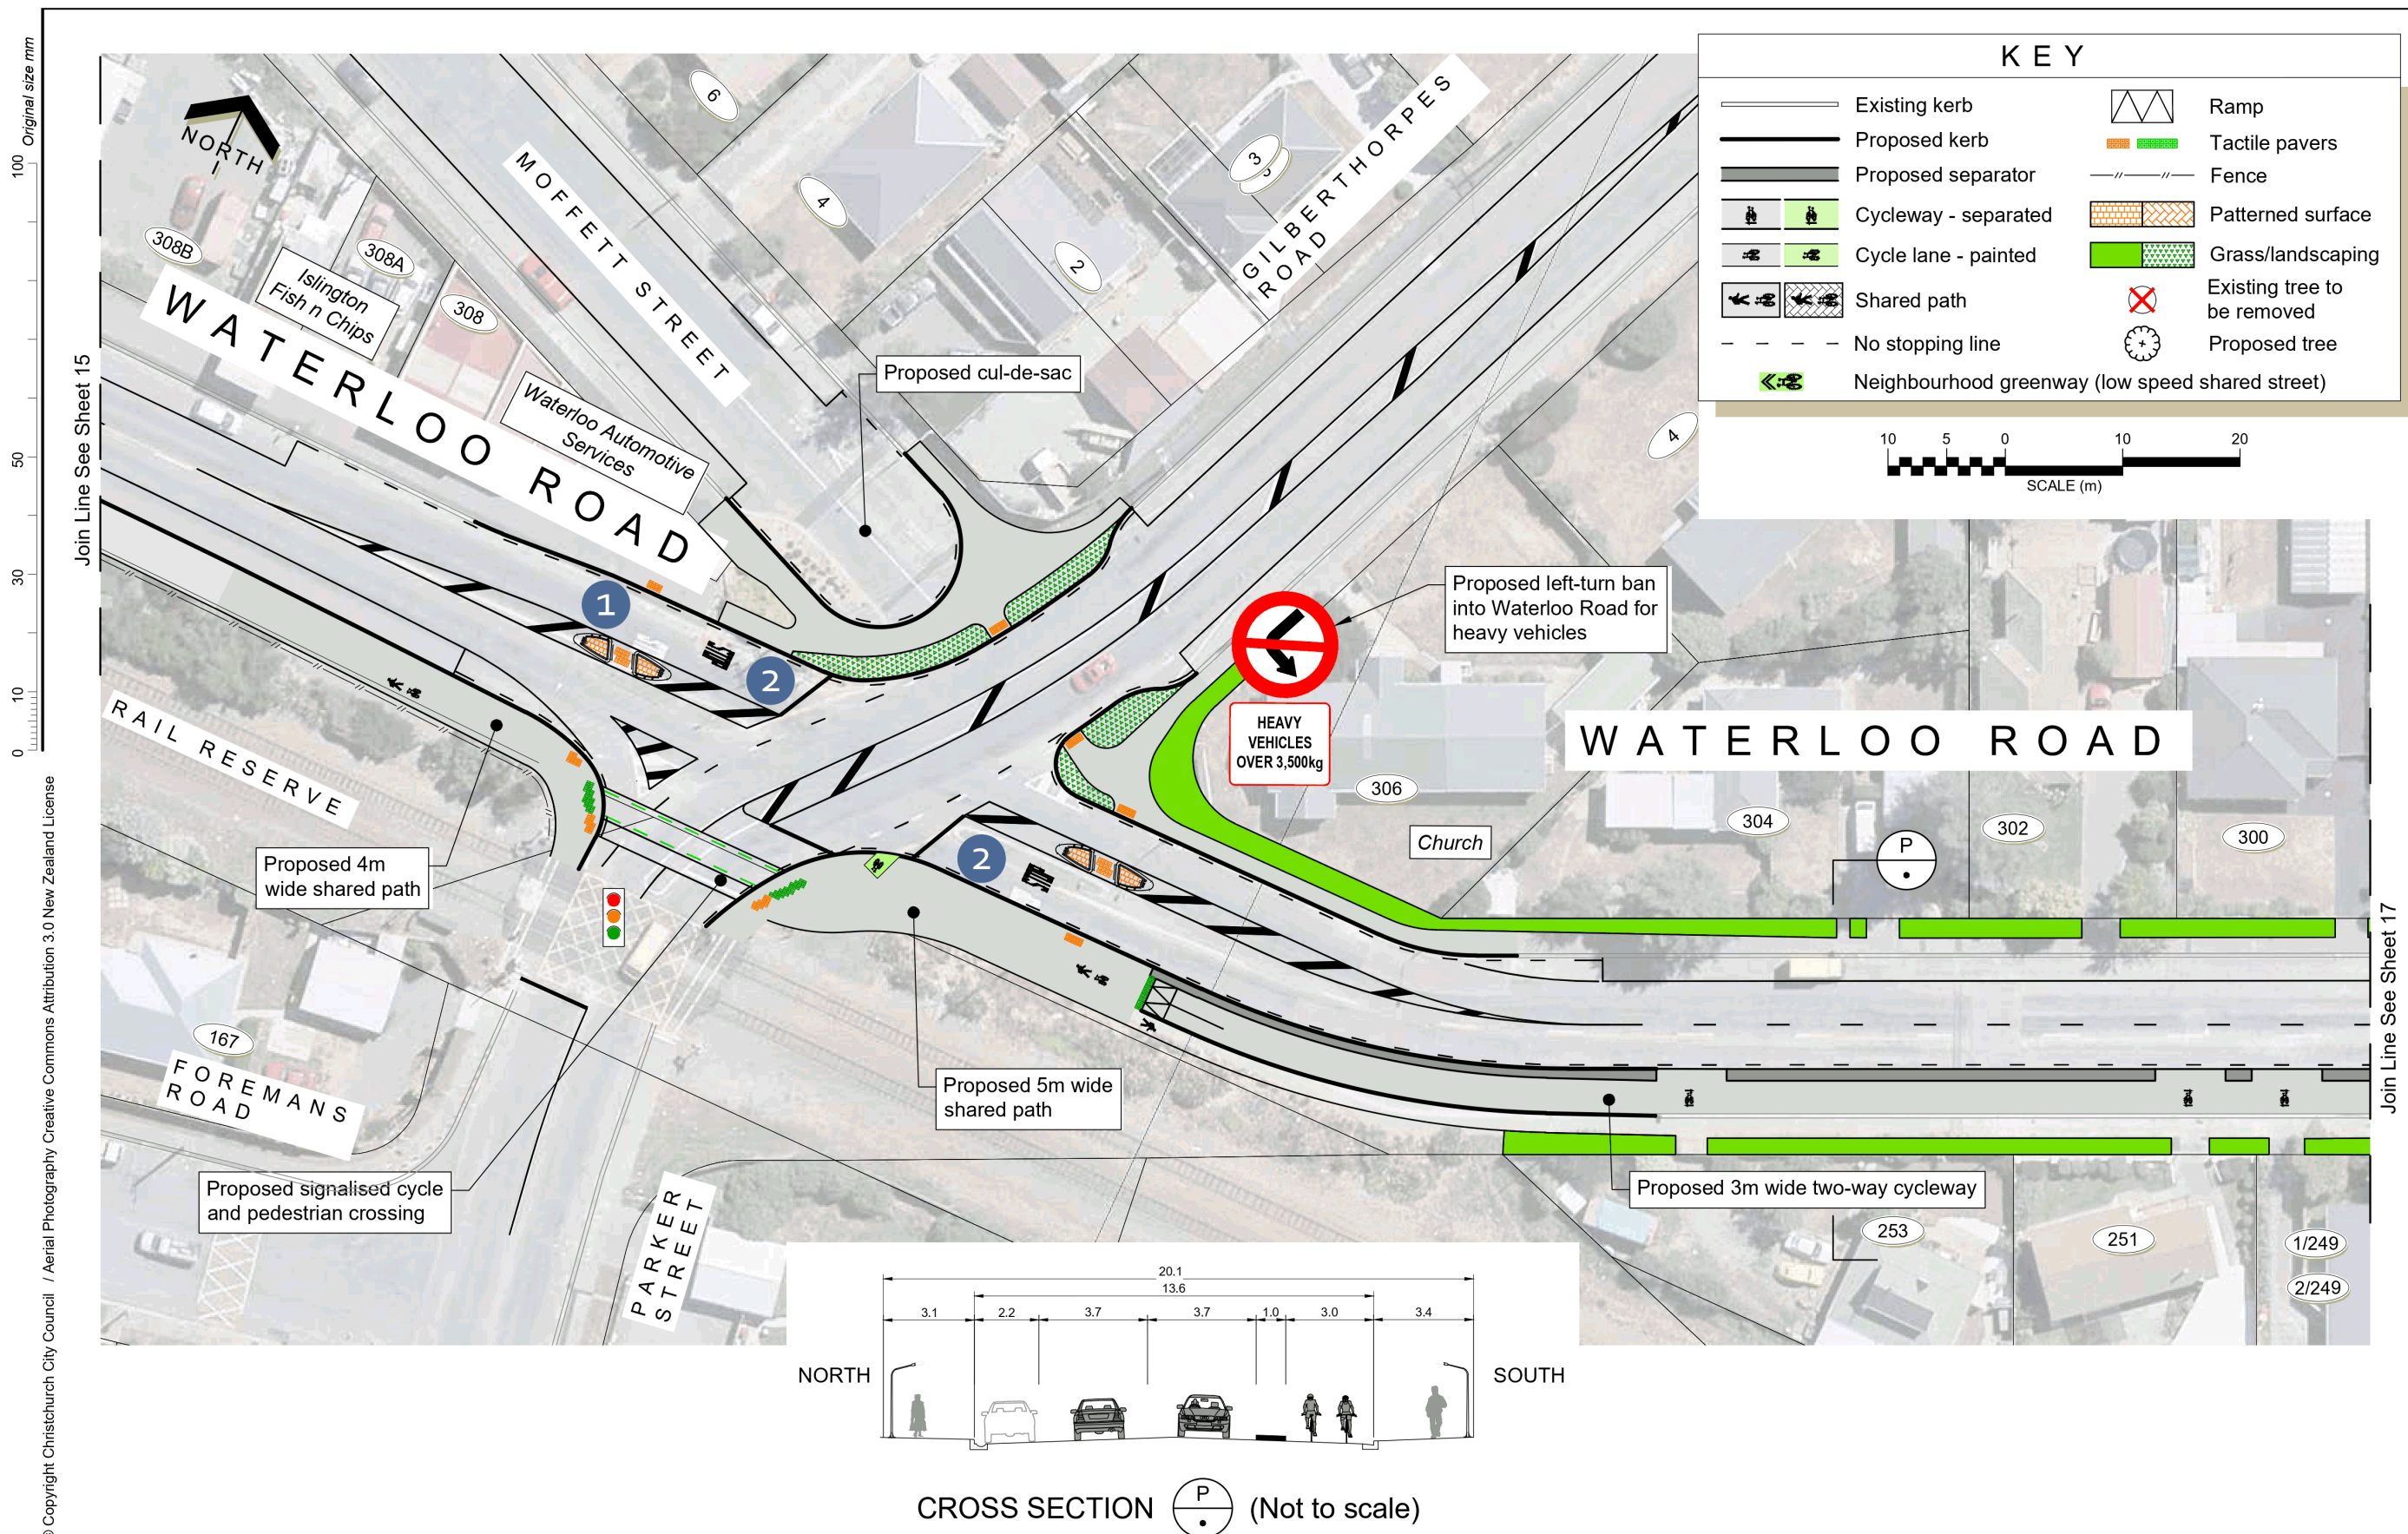 Original size mm
100
50
30
10
0
© Copyright Christchurch City Council / Aerial Photography Creative Commons Attribution 3.0 New Zealand License
Join Line See Sheet 15
NORTH
308B
308A
308
Islington
Fish n Chips
WATERLOO ROAD
MOFFETT STREET
Waterloo Automotive
Services
6
4
2
3
GILBERTHORPES
ROAD
Proposed cul-de-sac
KEY
Existing kerb
Proposed kerb
Proposed separator
Cycleway - separated
Cycle lane - painted
Shared path
No stopping line
Neighbourhood greenway (low speed shared street)
Ramp
Tactile pavers
Fence
Patterned surface
Grass/landscaping
Existing tree to
be removed
Proposed tree
10 5 0 10 20
SCALE (m)
4
1
2
2
Proposed left-turn ban
into Waterloo Road for
heavy vehicles
HEAVY
VEHICLES
OVER 3,500kg
WATERLOO ROAD
306
Church
304
302
300
P
Join Line See Sheet 17
RAIL RESERVE
Proposed 4m
wide shared path
167
FOREMANS
ROAD
Proposed signalised cycle
and pedestrian crossing
PARKER
STREET
Proposed 5m wide
shared path
Proposed 3m wide two-way cycleway
253
251
1/249
2/249
20.1
13.6
3.1 2.2 3.7 3.7 1.0 3.0 3.4
NORTH
SOUTH
CROSS SECTION P (Not to scale)